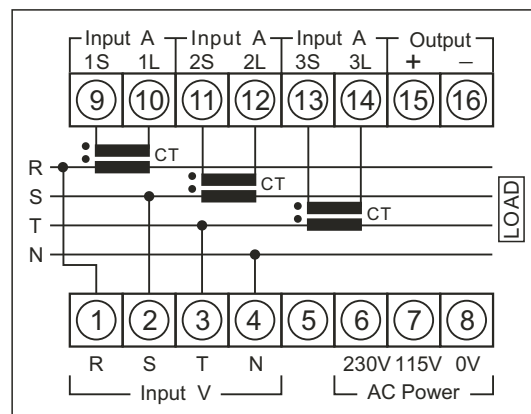 Input A Input A Input A Output
1S 1L 2S 2L 3S 3L + –
9 10 11 12 13 14 15 16
CT
R
CT
S
CT
T
N
LOAD
1 2 3 4 5 6 7 8
R S T N 230V 115V 0V
Input V AC Power